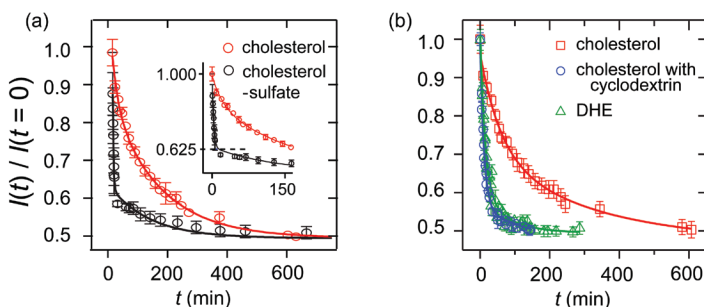 (a)
cholesterol
cholesterol
-sulfate
1.0
0.9
0.8
0.7
0.6
0.5
I(t) / I(t = 0)
1.000
0.625
0
150
0
200
400
600
t (min)
(b)
cholesterol
cholesterol with
cyclodextrin
DHE
1.0
0.9
0.8
0.7
0.6
0.5
0
200
400
600
t (min)